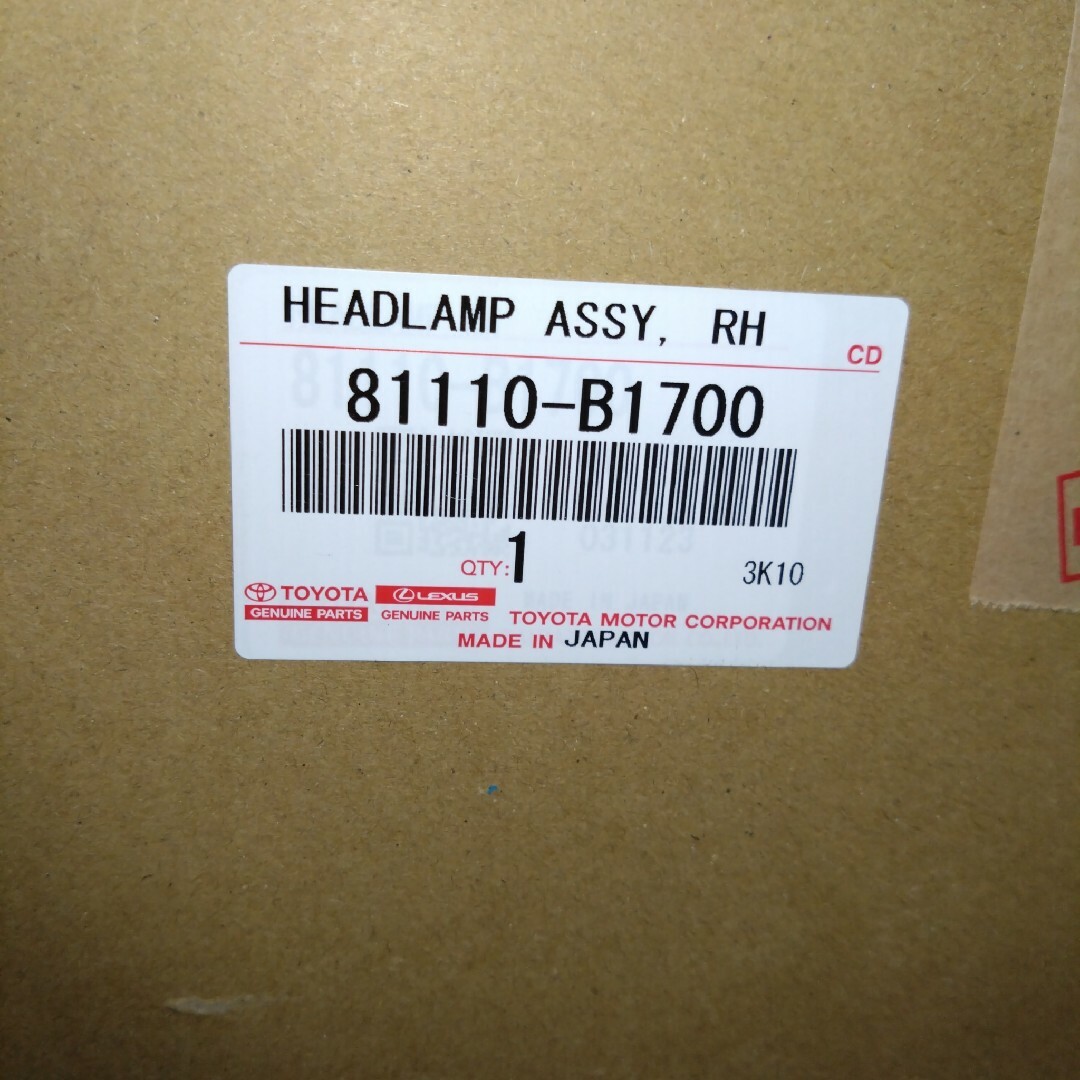 HEADLAMP ASSY, RH
CD
81110-B1700
QTY: 1
3K10
TOYOTA
GENUINE PARTS
LEXUS
GENUINE PARTS
TOYOTA MOTOR CORPORATION
MADE IN JAPAN